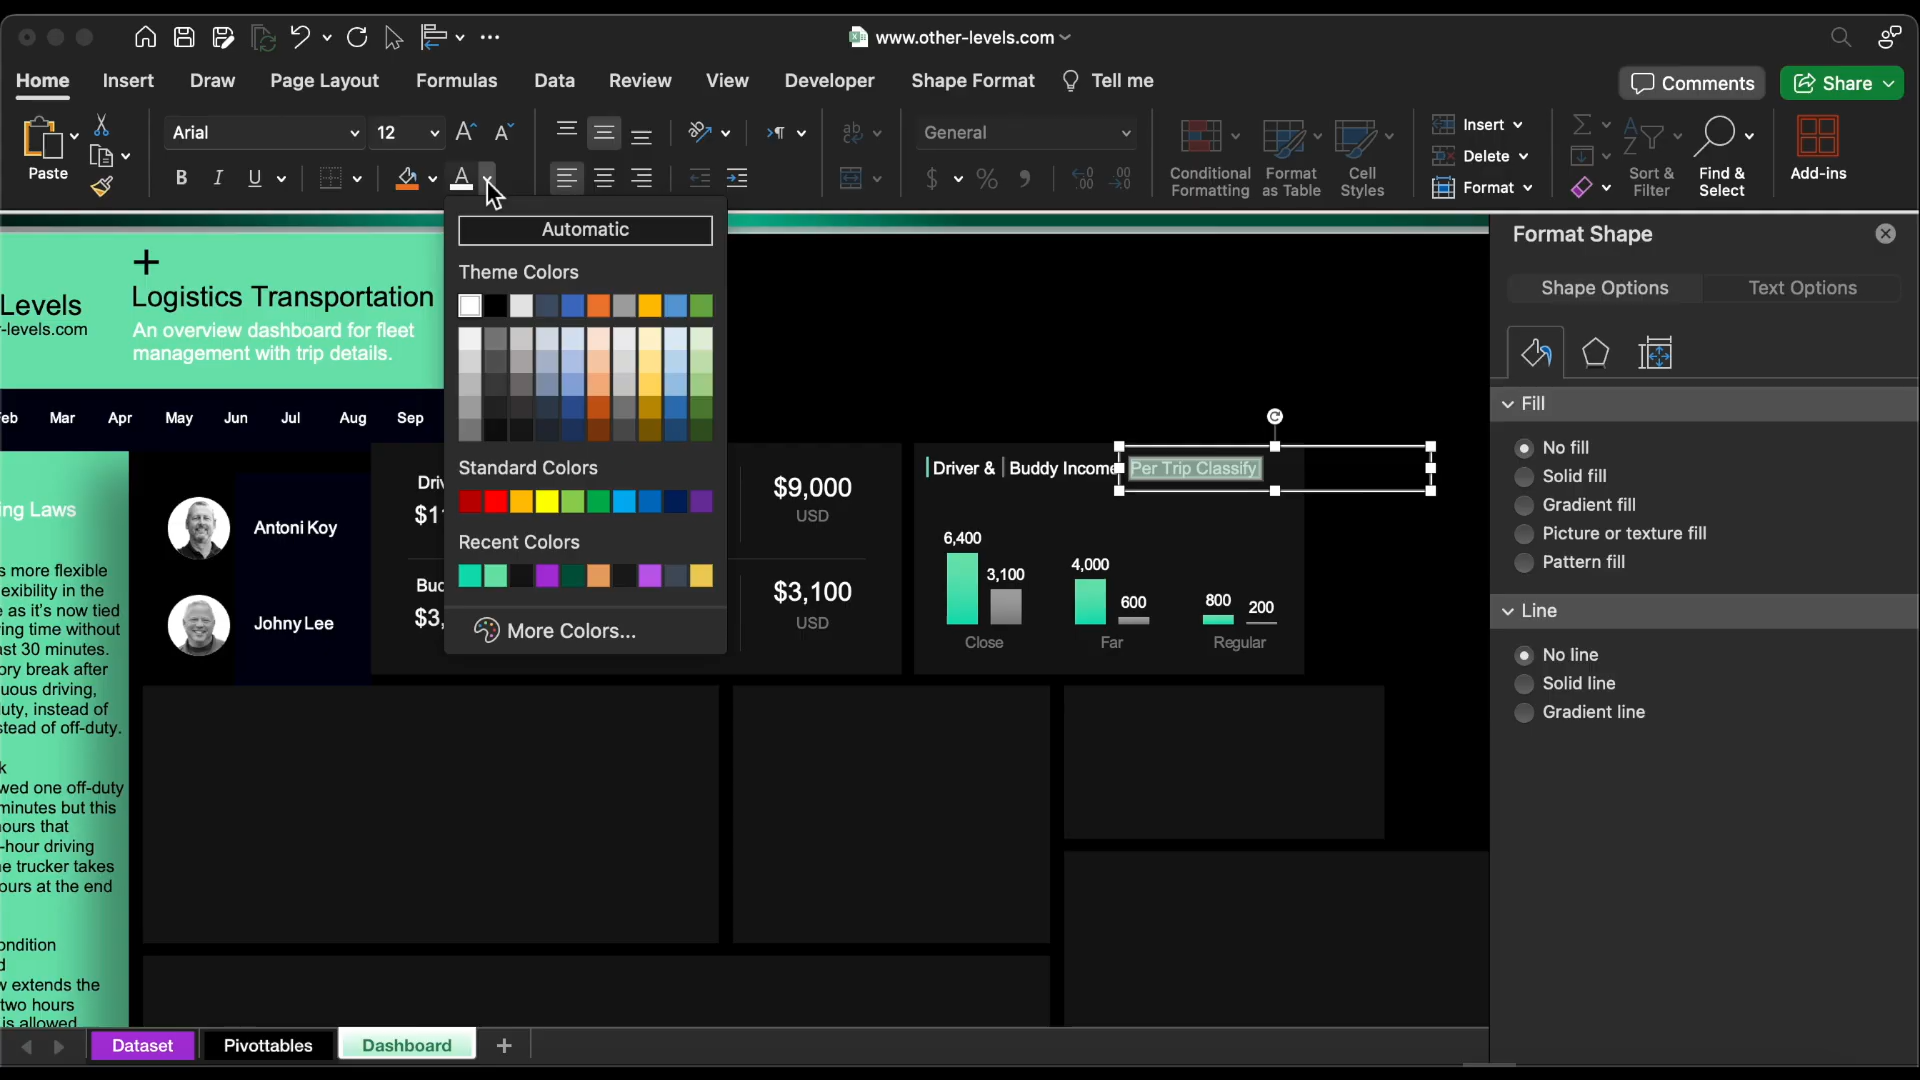 www.other-levels.com
Home
Insert
Draw
Page Layout
Formulas
Data
Review
View
Developer
Shape Format
Tell me
Comments
Share
Paste
Arial
12
General
Conditional Formatting
Format as Table
Cell Styles
Insert
Delete
Format
Sort & Filter
Find & Select
Add-ins
Automatic
Theme Colors
Standard Colors
Recent Colors
More Colors...
Levels
-levels.com
Logistics Transportation
An overview dashboard for fleet
management with trip details.
eb Mar Apr May Jun Jul Aug Sep
ing Laws
s more flexible
exibility in the
e as it's now tied
ing time without
ast 30 minutes.
ory break after
uous driving,
uty, instead of
stead of off-duty.
k
wed one off-duty
minutes but this
ours that
-hour driving
e trucker takes
ours at the end
ondition
d
w extends the
two hours
is allowed
Antoni Koy
Johny Lee
Driv
$1
Bud
$3,
$9,000
USD
$3,100
USD
Driver & Buddy Income Per Trip Classify
6,400
3,100
Close
4,000
600
Far
800
200
Regular
Format Shape
Shape Options
Text Options
Fill
No fill
Solid fill
Gradient fill
Picture or texture fill
Pattern fill
Line
No line
Solid line
Gradient line
Dataset
Pivottables
Dashboard